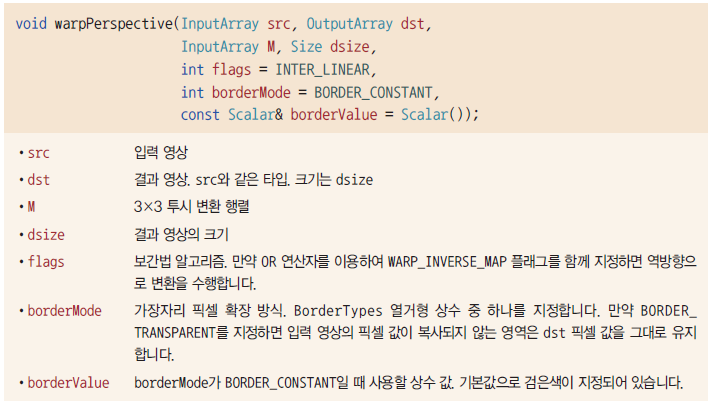 void warpPerspective(InputArray src, OutputArray dst,
InputArray M, Size dsize,
int flags = INTER_LINEAR,
int borderMode = BORDER_CONSTANT,
const Scalar& borderValue = Scalar());
• src 입력 영상
• dst 결과 영상. src와 같은 타입. 크기는 dsize
• M 3×3 투시 변환 행렬
• dsize 결과 영상의 크기
• flags 보간법 알고리즘. 만약 OR 연산자를 이용하여 WARP_INVERSE_MAP 플래그를 함께 지정하면 역방향으
로 변환을 수행합니다.
• borderMode 가장자리 픽셀 확장 방식. BorderTypes 열거형 상수 중 하나를 지정합니다. 만약 BORDER_
TRANSPARENT를 지정하면 입력 영상의 픽셀 값이 복사되지 않는 영역은 dst 픽셀 값을 그대로 유지
합니다.
• borderValue borderMode가 BORDER_CONSTANT일 때 사용할 상수 값. 기본값으로 검은색이 지정되어 있습니다.